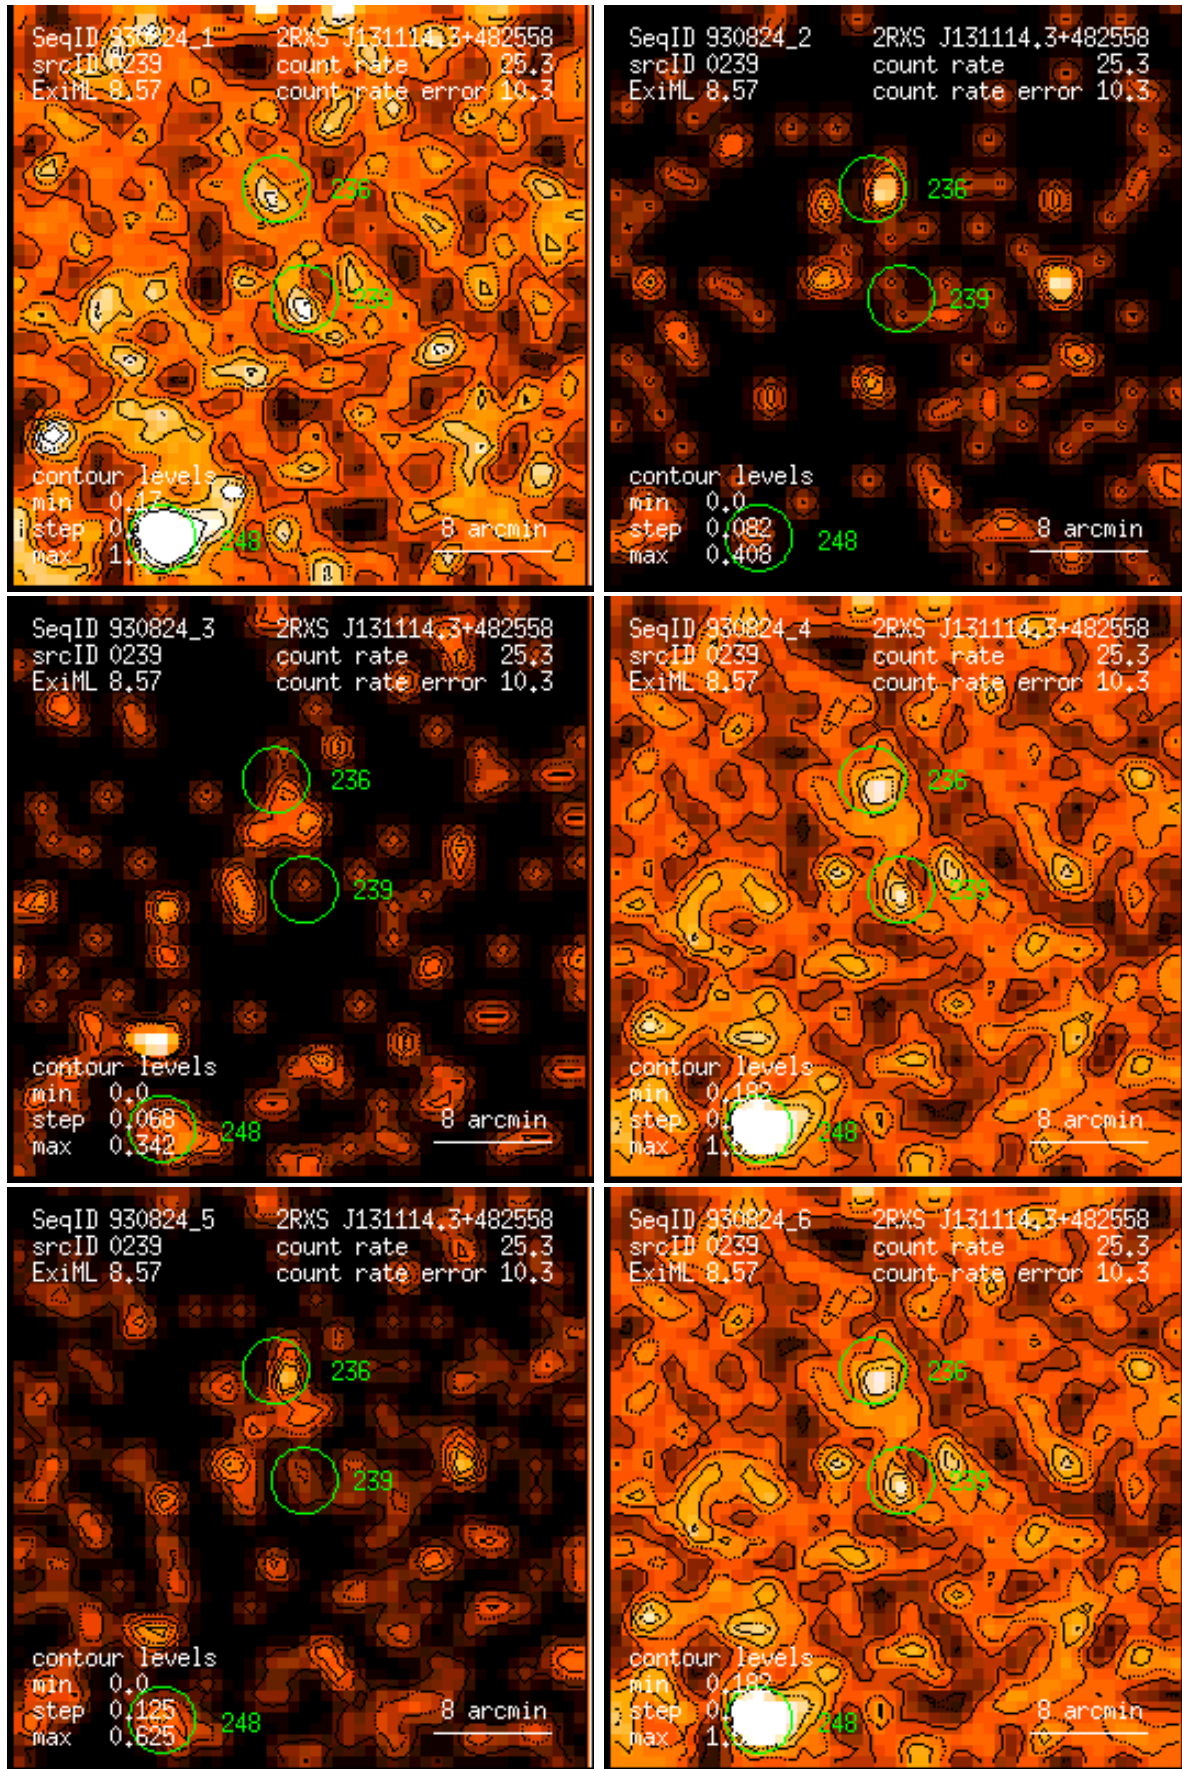 SeqID 930824_1 2RXS J131114.3+482558
srcID 0239 count rate 25.3
ExiML 8.57 count rate error 10.3
236
239
contour levels
min 0.17
step
max 248
8 arcmin
SeqID 930824_2 2RXS J131114.3+482558
srcID 0239 count rate 25.3
ExiML 8.57 count rate error 10.3
236
239
contour levels
min 0.0
step 0.082 8 arcmin
max 0.408 248
SeqID 930824_3 2RXS J131114.3+482558
srcID 0239 count rate 25.3
ExiML 8.57 count rate error 10.3
236
239
contour levels
min 0.0
step 0.068 248 8 arcmin
max 0.342
SeqID 930824_4 2RXS J131114.3+482558
srcID 0239 count rate 25.3
ExiML 8.57 count rate error 10.3
236
239
contour levels
min 0.182
step 248 8 arcmin
max
SeqID 930824_5 2RXS J131114.3+482558
srcID 0239 count rate 25.3
ExiML 8.57 count rate error 10.3
236
239
contour levels
min 0.0
step 0.125 248 8 arcmin
max 0.625
SeqID 930824_6 2RXS J131114.3+482558
srcID 0239 count rate 25.3
ExiML 8.57 count rate error 10.3
236
239
contour levels
min 0.182
step 248 8 arcmin
max